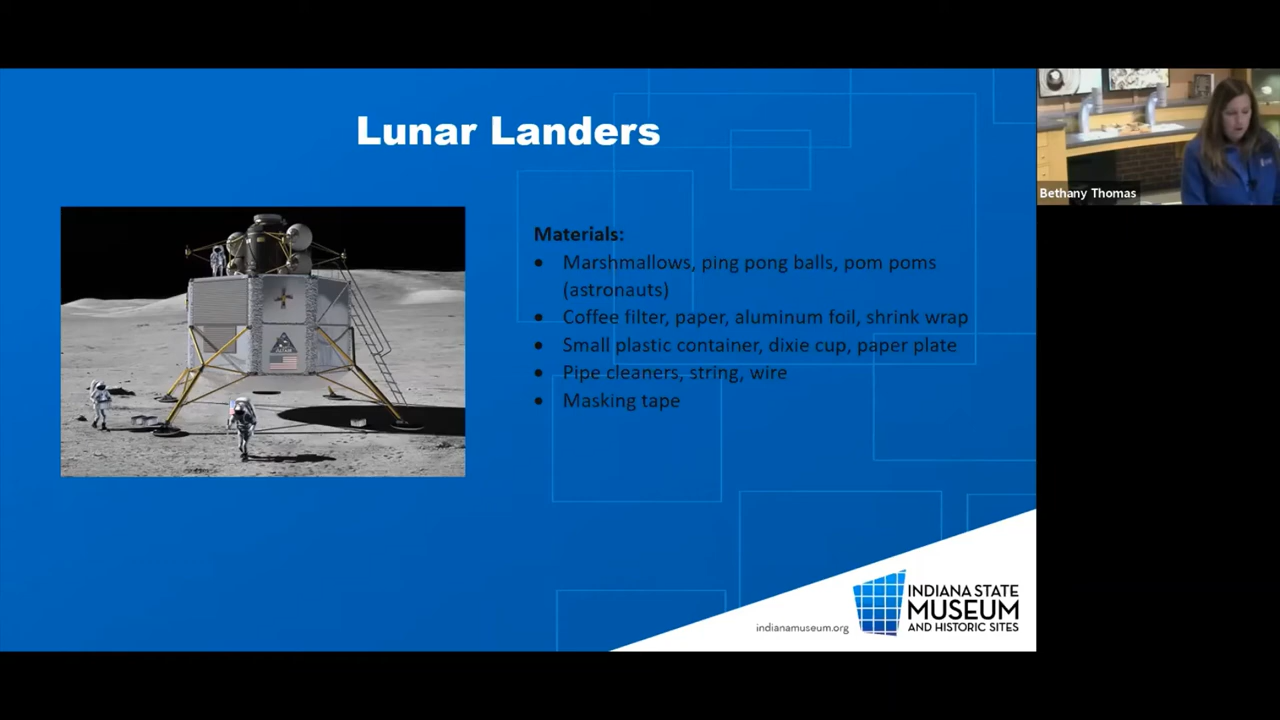 Lunar Landers
Materials:
• Marshmallows, ping pong balls, pom poms
(astronauts)
• Coffee filter, paper, aluminum foil, shrink wrap
• Small plastic container, dixie cup, paper plate
• Pipe cleaners, string, wire
• Masking tape
indianamuseum.org
INDIANA STATE
MUSEUM
AND HISTORIC SITES
Bethany Thomas